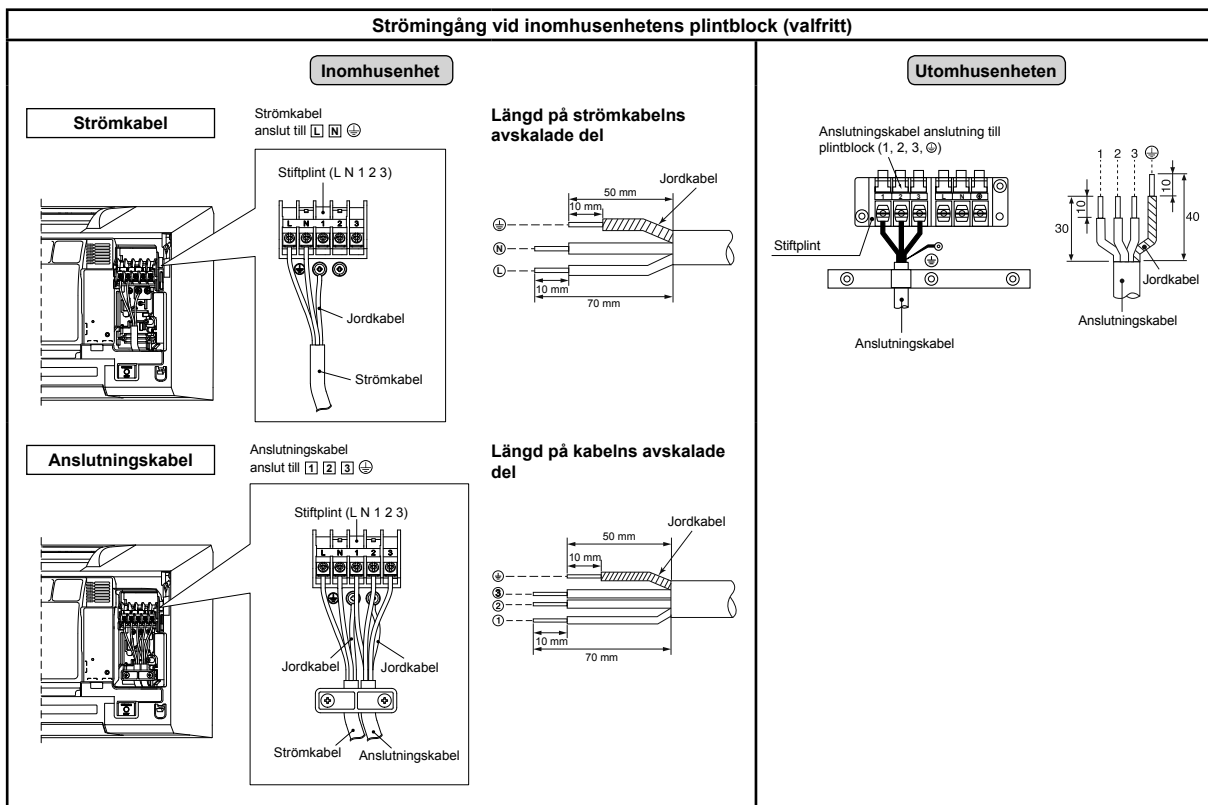 Strömingång vid inomhusenhetens plintblock (valfritt)
Inomhusenhet
Strömkabel
Strömkabel
anslut till L N ⏚
Stiftplint (L N 1 2 3)
L N 1 2 3
Jordkabel
Strömkabel
Längd på strömkabelns
avskalade del
Jordkabel
50 mm
10 mm
⏚
N
L
10 mm
70 mm
Anslutningskabel
Anslutningskabel
anslut till 1 2 3 ⏚
Stiftplint (L N 1 2 3)
L N 1 2 3
Jordkabel
Jordkabel
Strömkabel
Anslutningskabel
Längd på kabelns avskalade
del
Jordkabel
50 mm
10 mm
⏚
③
②
①
10 mm
70 mm
Utomhusenheten
Anslutningskabel anslutning till
plintblock (1, 2, 3, ⏚)
1 2 3 L N ⏚
Stiftplint
⏚
Anslutningskabel
1 2 3 ⏚
10
10
30
40
Jordkabel
Anslutningskabel